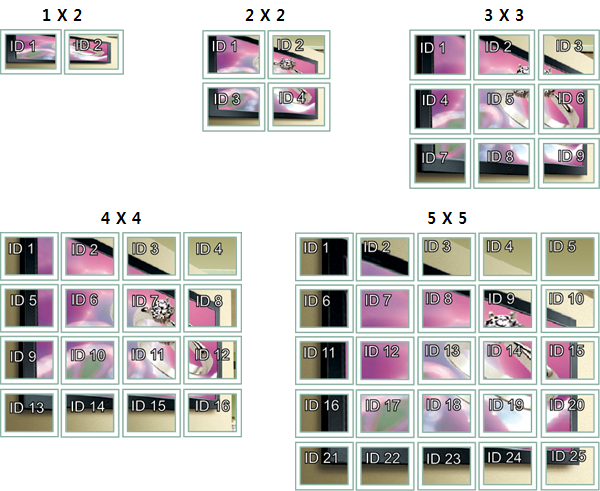 1 X 2
ID 1 ID 2
2 X 2
ID 1 ID 2
ID 3 ID 4
3 X 3
ID 1 ID 2 ID 3
ID 4 ID 5 ID 6
ID 7 ID 8 ID 9
4 X 4
ID 1 ID 2 ID 3 ID 4
ID 5 ID 6 ID 7 ID 8
ID 9 ID 10 ID 11 ID 12
ID 13 ID 14 ID 15 ID 16
5 X 5
ID 1 ID 2 ID 3 ID 4 ID 5
ID 6 ID 7 ID 8 ID 9 ID 10
ID 11 ID 12 ID 13 ID 14 ID 15
ID 16 ID 17 ID 18 ID 19 ID 20
ID 21 ID 22 ID 23 ID 24 ID 25